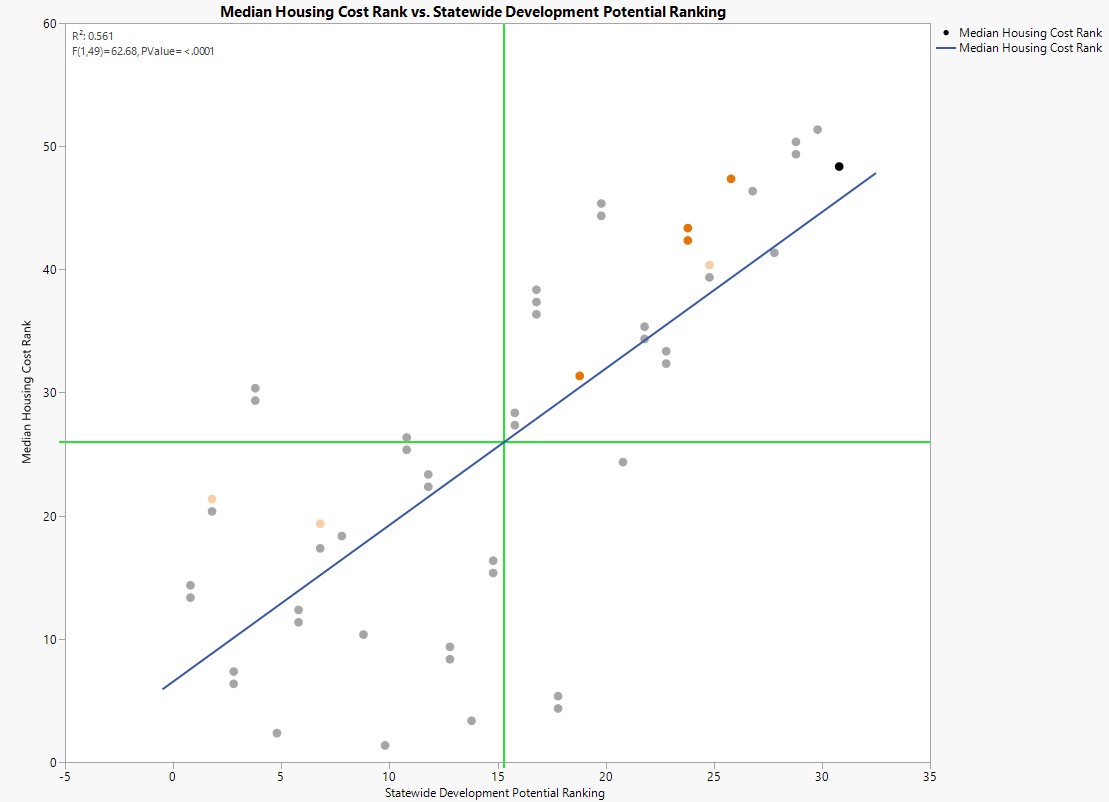 Median Housing Cost Rank vs. Statewide Development Potential Ranking
R²: 0.561
F(1,49)=62.68, PValue= <.0001
Median Housing Cost Rank
Median Housing Cost Rank
Median Housing Cost Rank
60
50
40
30
20
10
0
-5 0 5 10 15 20 25 30 35
Statewide Development Potential Ranking